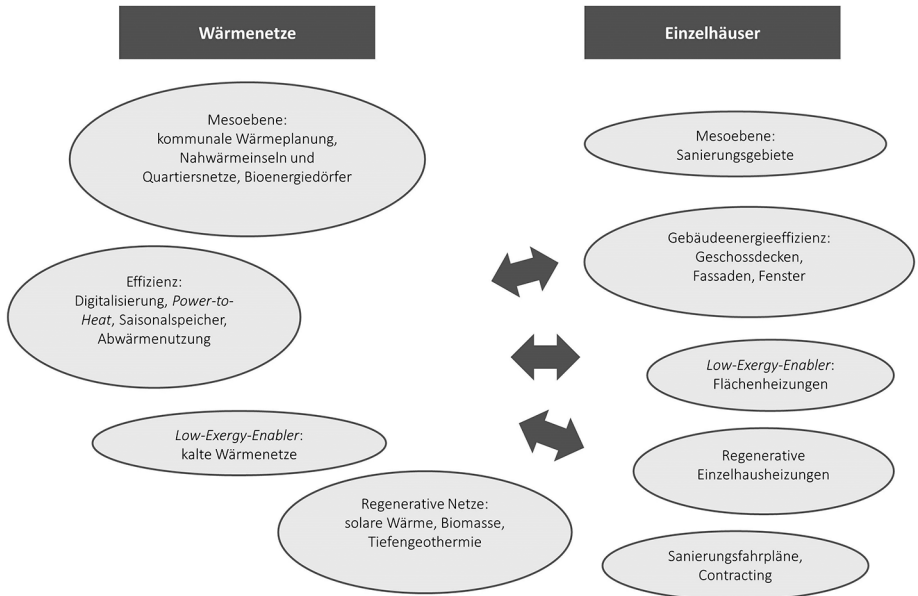 Wärmenetze
Mesoebene:
kommunale Wärmeplanung,
Nahwärmeinseln und
Quartiersnetze, Bioenergiedörfer
Effizienz:
Digitalisierung, Power-to-
Heat, Saisonalspeicher,
Abwärmenutzung
Low-Exergy-Enabler:
kalte Wärmenetze
Regenerative Netze:
solare Wärme, Biomasse,
Tiefengeothermie
Einzelhäuser
Mesoebene:
Sanierungsgebiete
Gebäudeenergieeffizienz:
Geschossdecken,
Fassaden, Fenster
Low-Exergy-Enabler:
Flächenheizungen
Regenerative
Einzelhausheizungen
Sanierungsfahrpläne,
Contracting